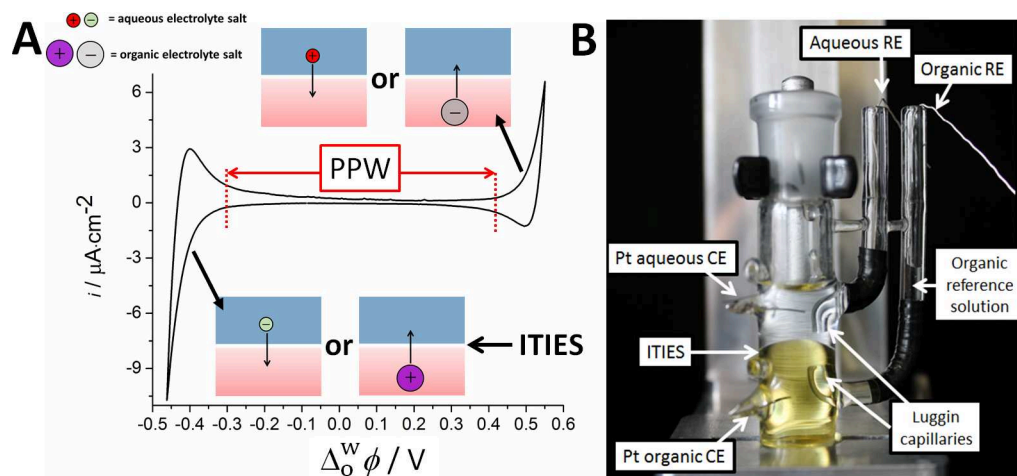 A
+ − = aqueous electrolyte salt
+ − = organic electrolyte salt
+
or
−
6
3
0
-3
-6
-9
i / μA·cm-2
PPW
−
or
+
ITIES
-0.5 -0.4 -0.3 -0.2 -0.1 0.0 0.1 0.2 0.3 0.4 0.5 0.6
Δwoϕ / V
B
Aqueous RE
Organic RE
Pt aqueous CE
Organic
reference
solution
ITIES
Luggin
capillaries
Pt organic CE